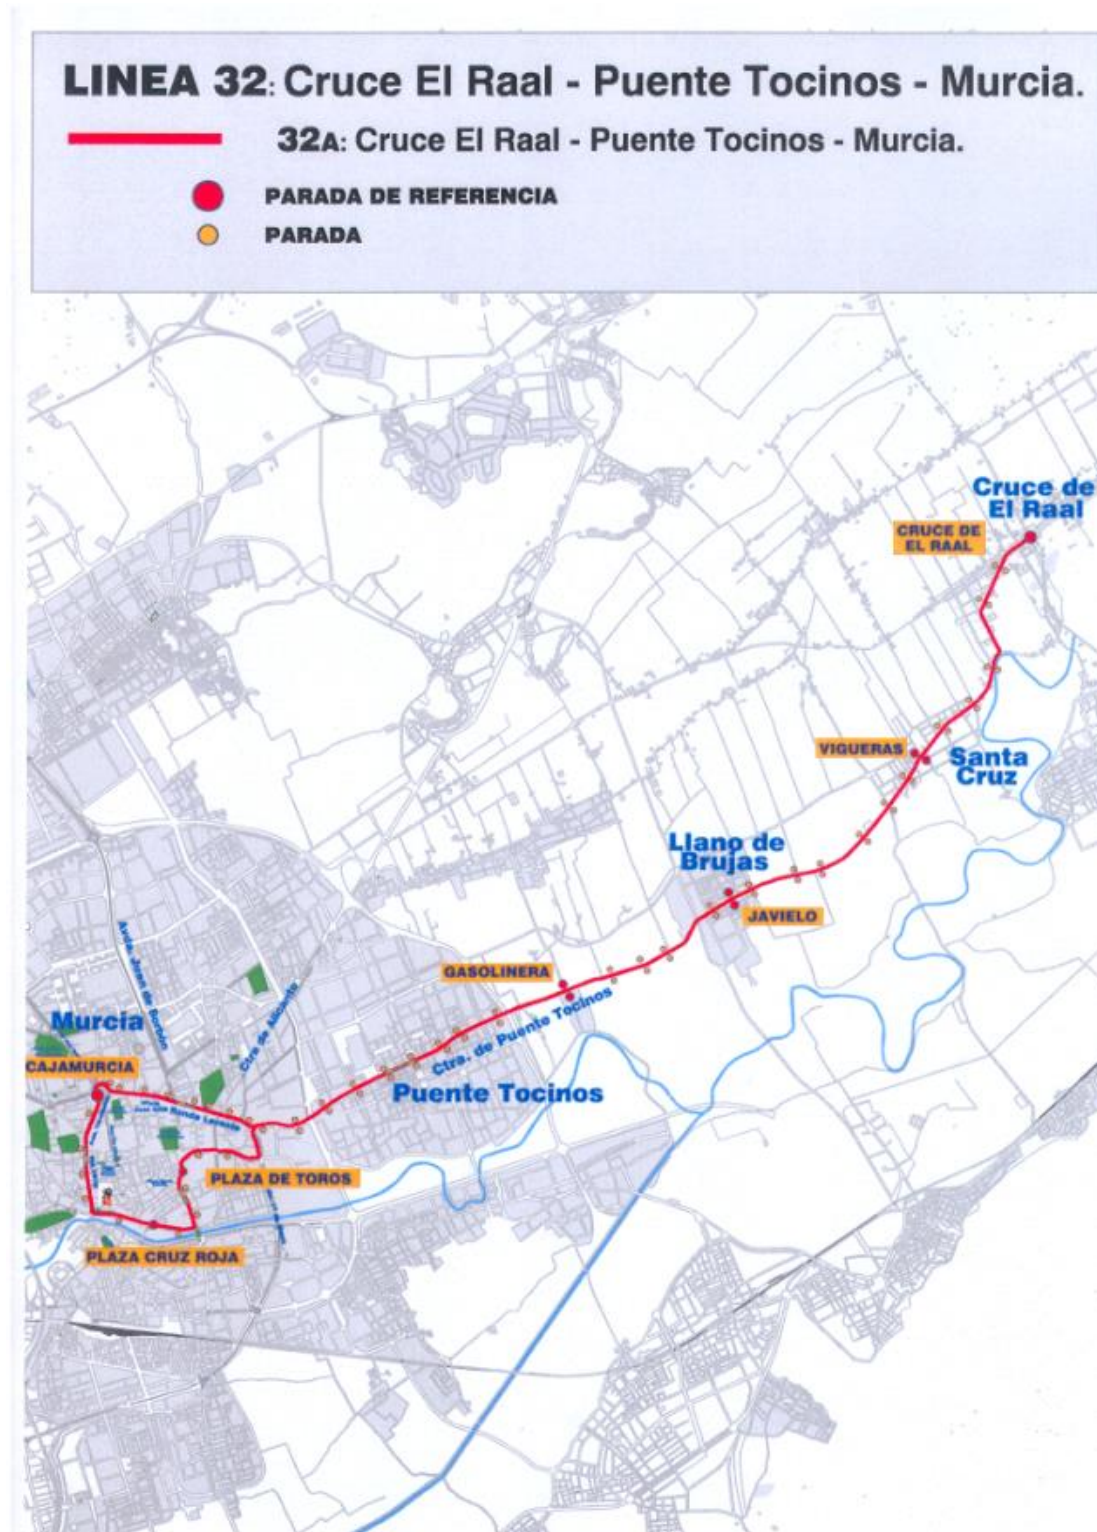 LINEA 32: Cruce El Raal - Puente Tocinos - Murcia.
32A: Cruce El Raal - Puente Tocinos - Murcia.
PARADA DE REFERENCIA
PARADA
Cruce de
El Raal
CRUCE DE
EL RAAL
VIGUERAS
Santa
Cruz
Llano de
Brujas
JAVIELO
GASOLINERA
Ctra. de Puente Tocinos
Puente Tocinos
Avda. Juan de Borbón
Ctra de Alicante
Murcia
CAJAMURCIA
Ronda Levante
PLAZA DE TOROS
PLAZA CRUZ ROJA